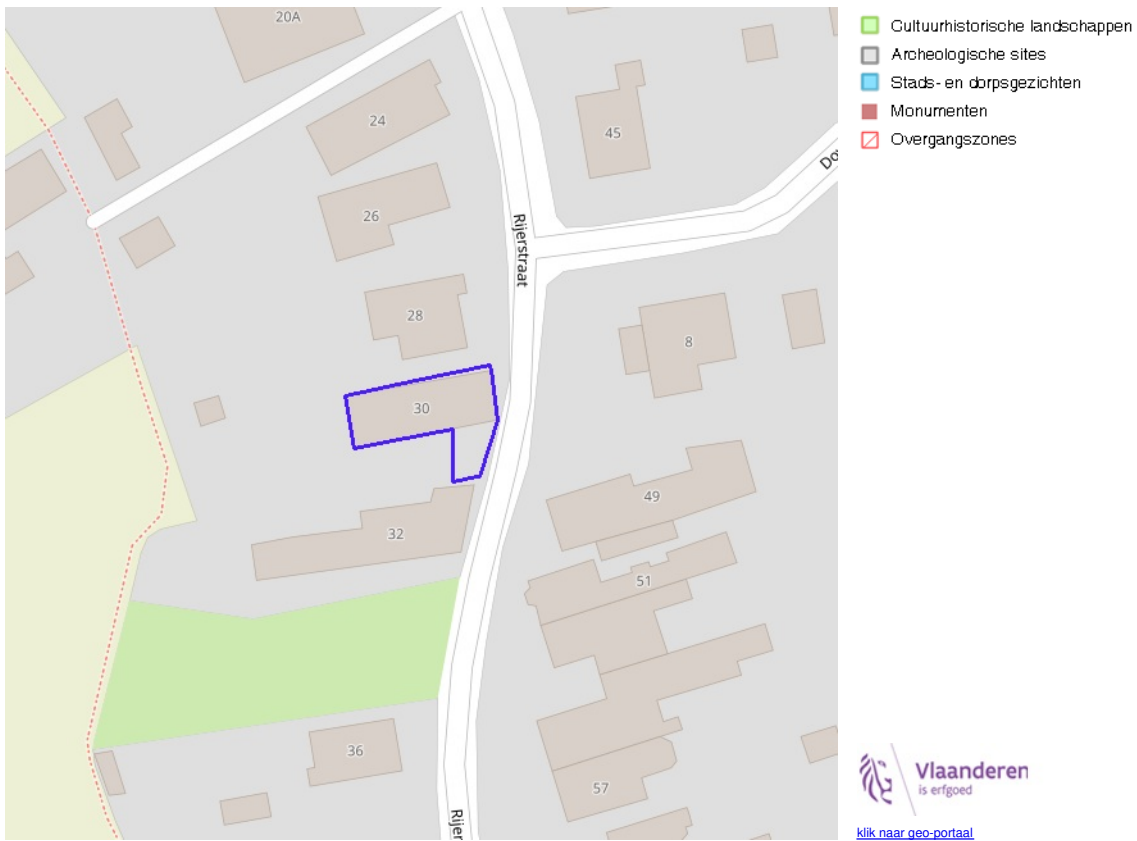 20A
24
45
26
Rijerstraat
28
8
30
49
32
51
36
57
Rijer
Cultuurhistorische landschappen
Archeologische sites
Stads- en dorpsgezichten
Monumenten
Overgangszones
Vlaanderen
is erfgoed
klik naar geo-portaal